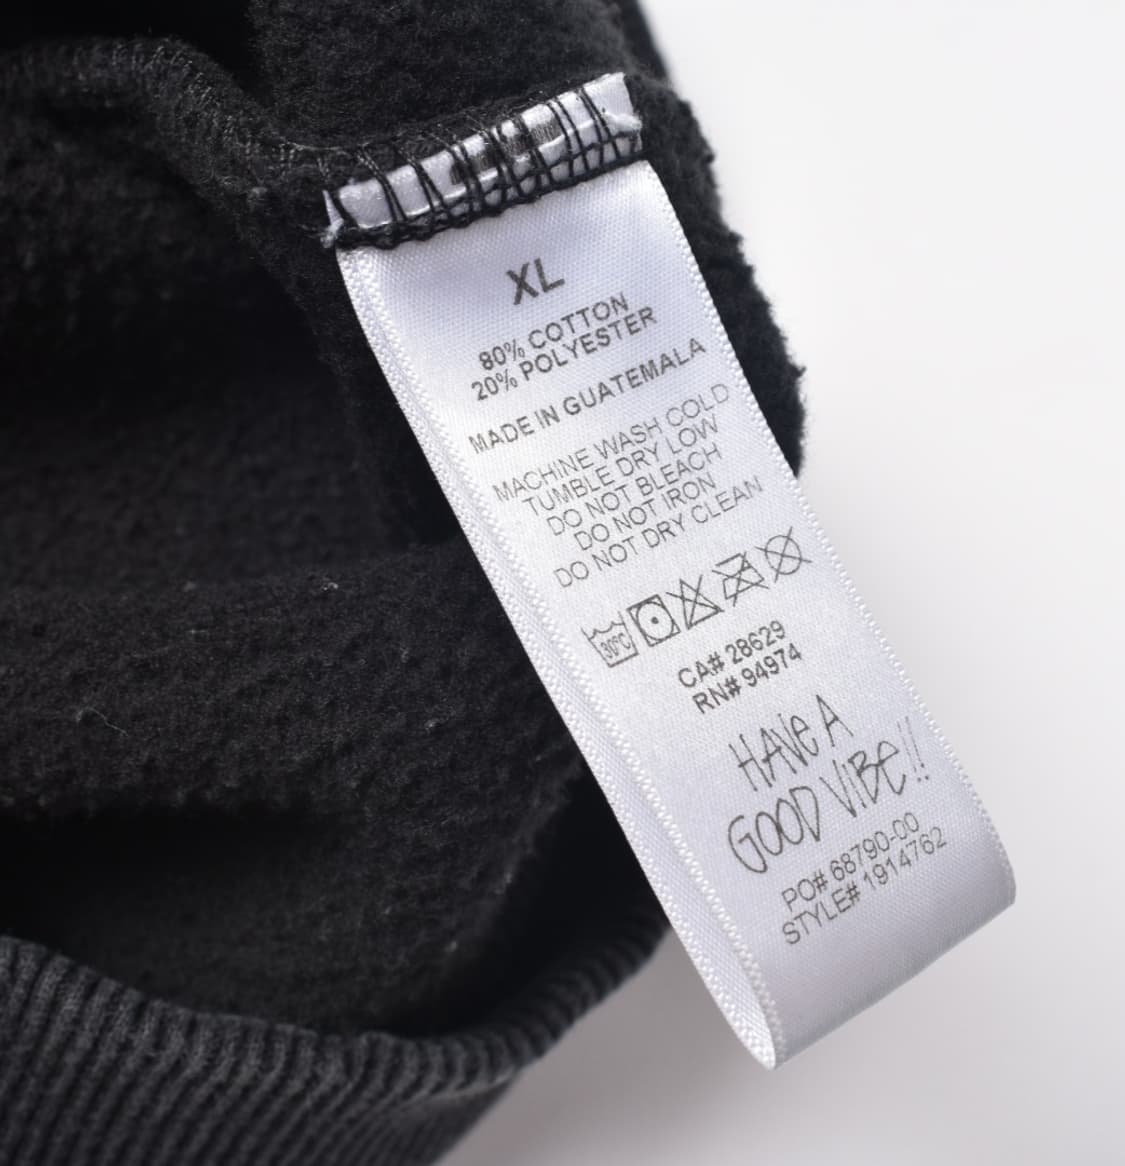 XL
80% COTTON
20% POLYESTER
MADE IN GUATEMALA
MACHINE WASH COLD
TUMBLE DRY LOW
DO NOT BLEACH
DO NOT IRON
DO NOT DRY CLEAN
30°C
CA# 28629
RN# 94974
HAVE A
GOOD VIBE!!
PO# 68790-00
STYLE# 1914762